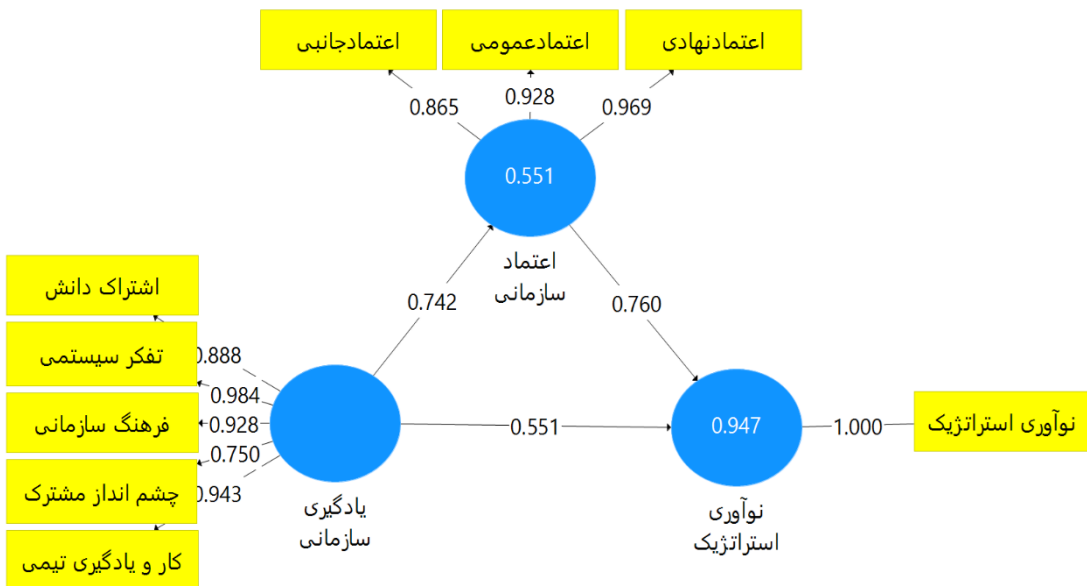 اعتمادنهادی
اعتمادعمومی
اعتمادجانبی
0.865
0.928
0.969
0.551
اعتماد
سازمانی
0.742
0.760
اشتراک دانش
تفکر سیستمی
فرهنگ سازمانی
چشم انداز مشترک
کار و یادگیری تیمی
0.888
0.984
0.928
0.750
0.943
یادگیری
سازمانی
0.551
0.947
نوآوری
استراتژیک
1.000
نوآوری استراتژیک